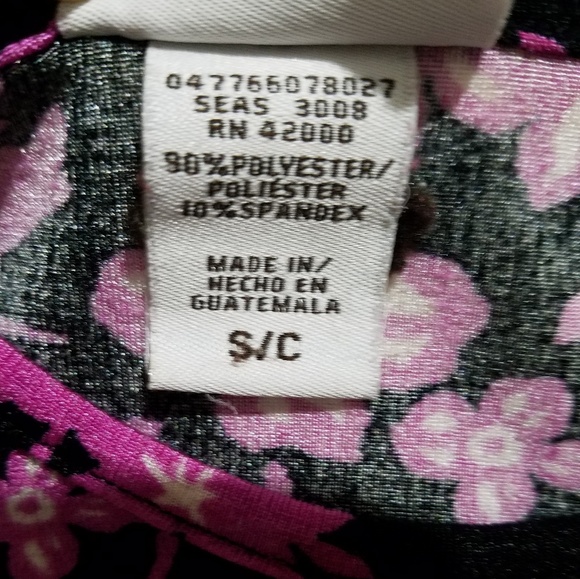 047766078027
SEAS 3008
RN 42000
90%POLYESTER/
POLIÉSTER
10%SPANDEX
MADE IN/
HECHO EN
GUATEMALA
S/C